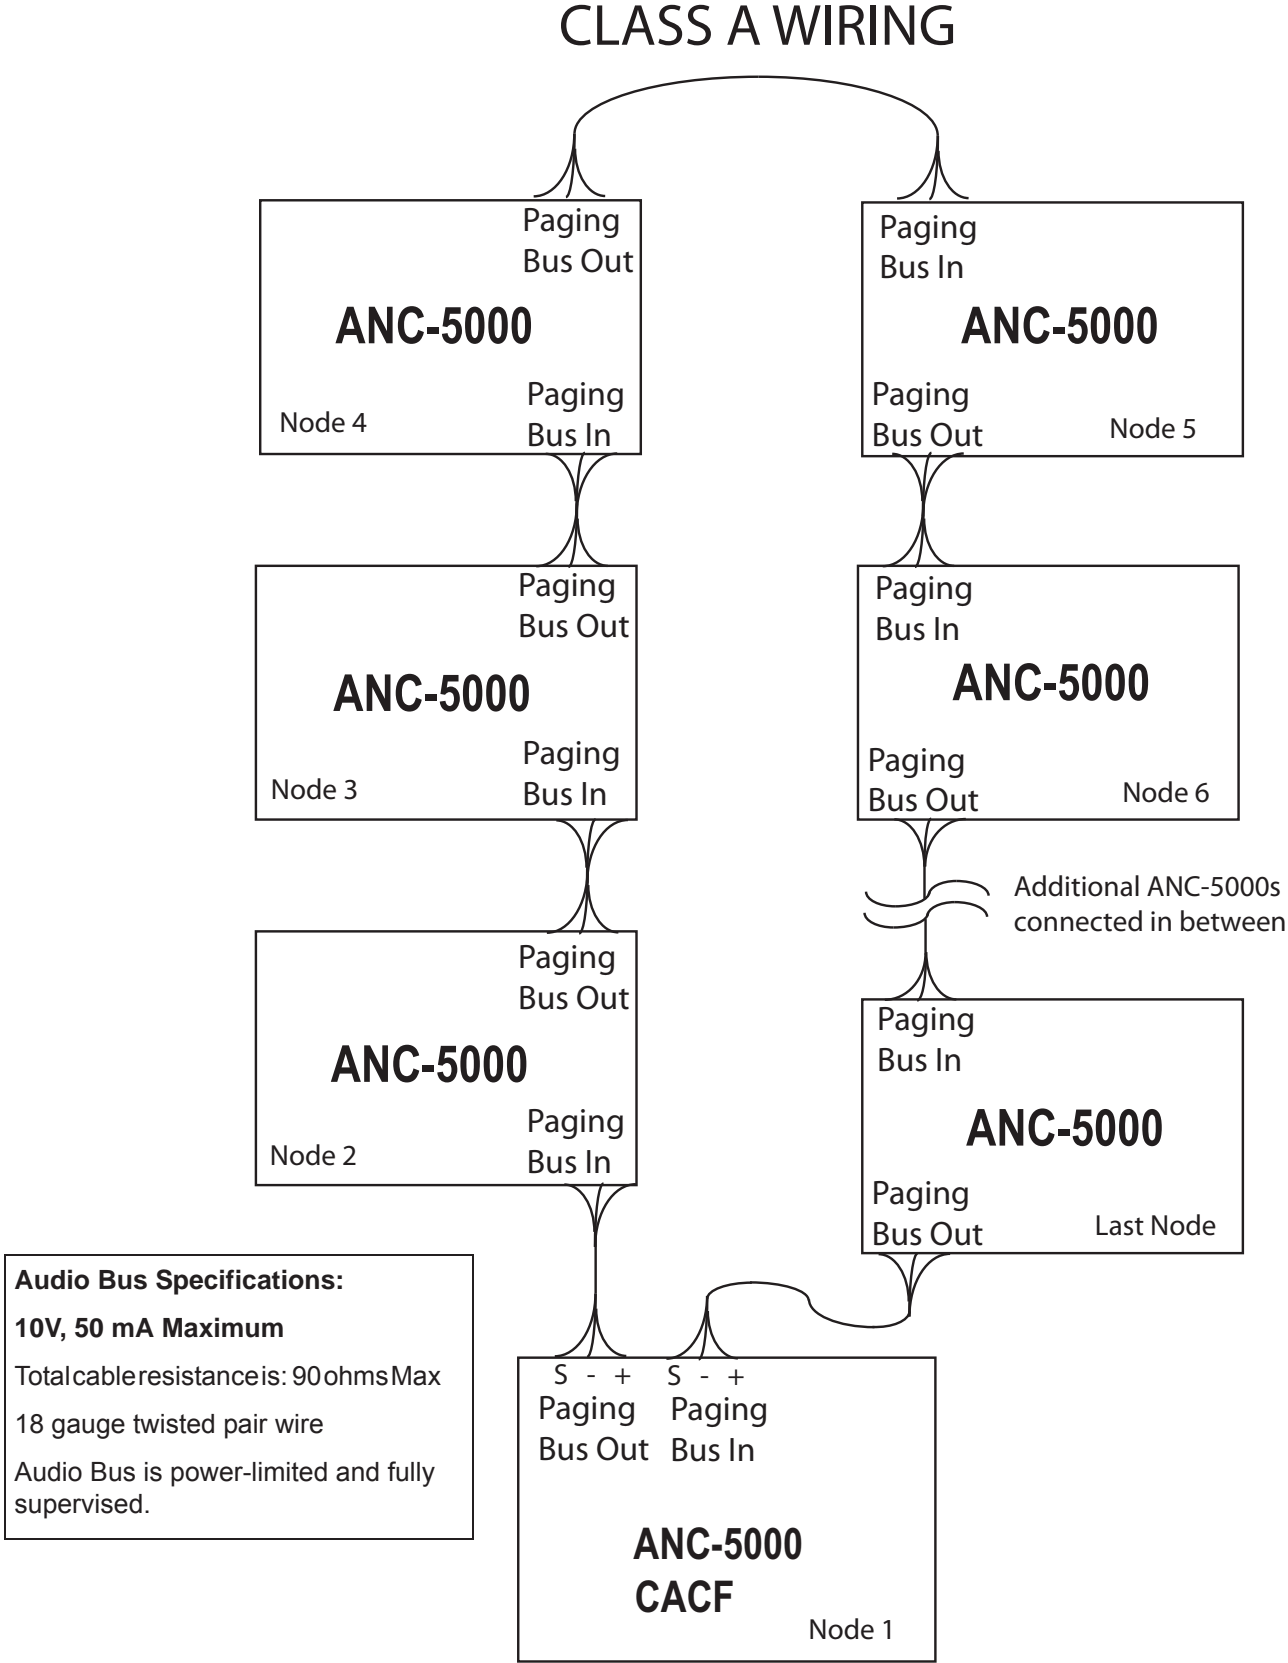 CLASS A WIRING
Paging
Bus Out
ANC-5000
Paging
Bus In
Node 4
Paging
Bus In
ANC-5000
Paging
Bus Out
Node 5
Paging
Bus Out
ANC-5000
Paging
Bus In
Node 3
Paging
Bus In
ANC-5000
Paging
Bus Out
Node 6
Additional ANC-5000s
connected in between
Paging
Bus Out
ANC-5000
Paging
Bus In
Node 2
Paging
Bus In
ANC-5000
Paging
Bus Out
Last Node
Audio Bus Specifications:
10V, 50 mA Maximum
Total cable resistance is: 90 ohms Max
18 gauge twisted pair wire
Audio Bus is power-limited and fully
supervised.
S - + S - +
Paging
Bus Out
Paging
Bus In
ANC-5000
CACF
Node 1